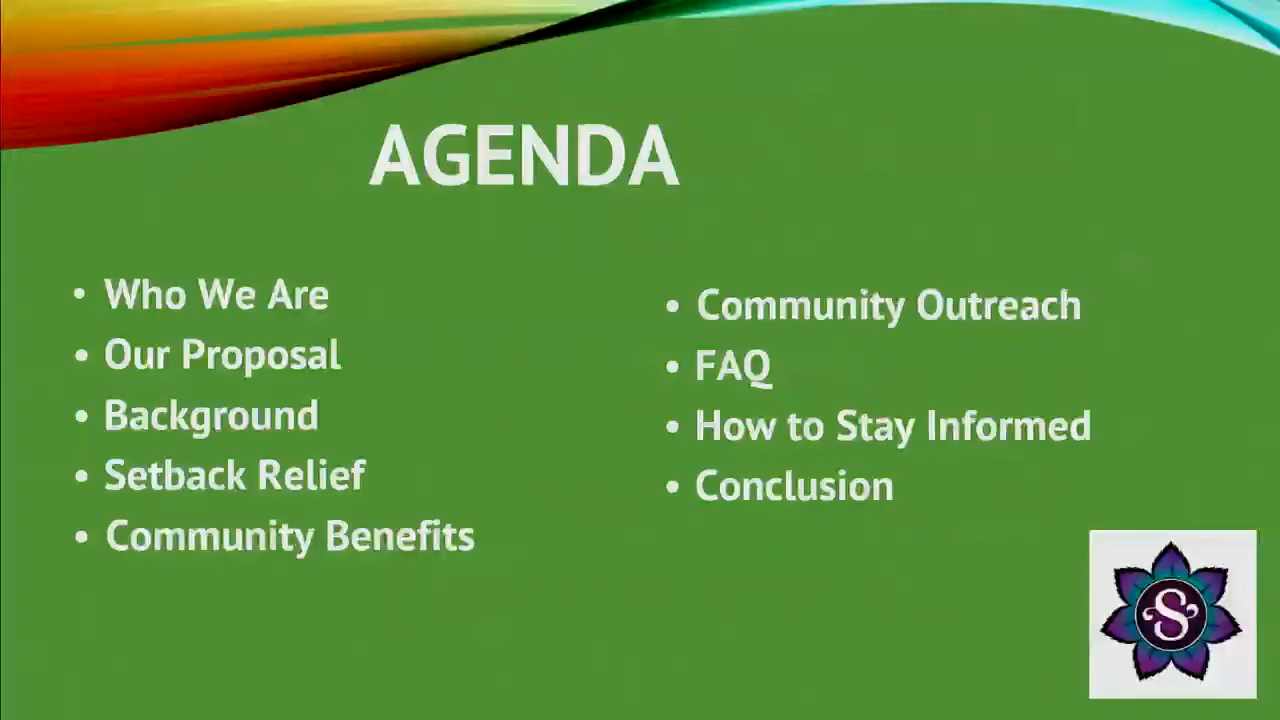 AGENDA
• Who We Are
• Our Proposal
• Background
• Setback Relief
• Community Benefits
• Community Outreach
• FAQ
• How to Stay Informed
• Conclusion
S